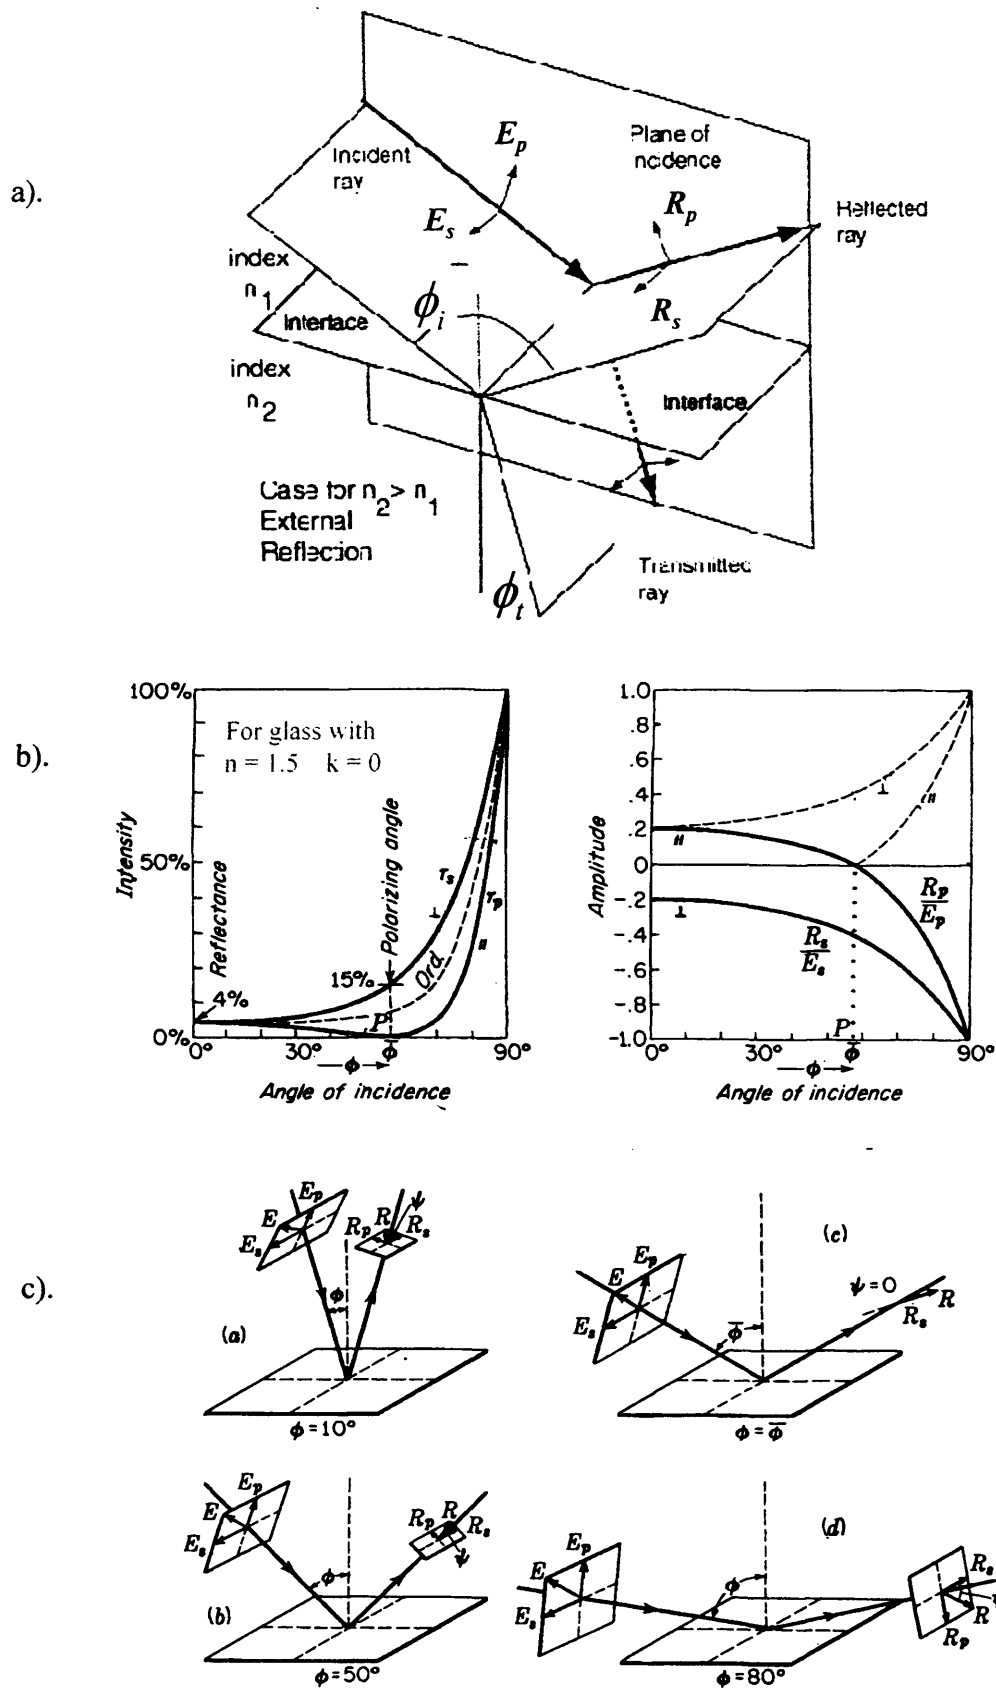 a).
Incident
ray
E_p
E_s
Plane of
incidence
R_p
R_s
Reflected
ray
index
n_1
Interface
ϕ_i
index
n_2
Interface
Case for n_2 > n_1
External
Reflection
ϕ_t
Transmitted
ray
b).
100%
50%
0%
Intensity
For glass with
n = 1.5 k = 0
Reflectance
4%
15%
Polarizing angle
r_s
⊥
r_p
〃
Ord.
P
ϕ̅
0° 30° 90°
ϕ →
Angle of incidence
1.0
.8
.6
.4
.2
0
-.2
-.4
-.6
-.8
-1.0
Amplitude
⊥
〃
〃
⊥
R_p
E_p
R_s
E_s
P
ϕ̅
0° 30° 90°
ϕ →
Angle of incidence
c).
E_p
E
E_s
R_p
R
R_s
ψ
ϕ
(a)
ϕ = 10°
(c)
E_p
E
E_s
ϕ̅
ψ = 0
R
R_s
ϕ = ϕ̅
E_p
E
E_s
R_p
R
R_s
ψ
ϕ
(b)
ϕ = 50°
(d)
E_p
E
E_s
ϕ
R_s
R
R_p
ϕ = 80°